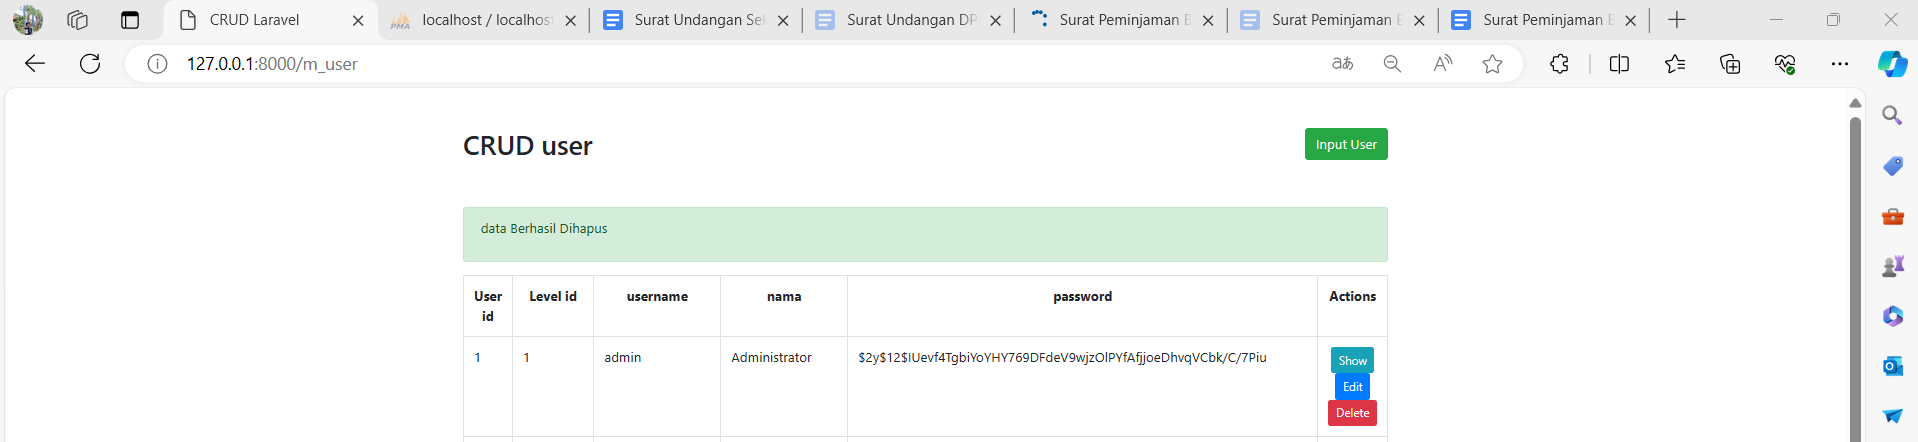 CRUD Laravel
localhost / localhost
Surat Undangan Sek
Surat Undangan DP
Surat Peminjaman B
Surat Peminjaman B
Surat Peminjaman B
127.0.0.1:8000/m_user
CRUD user
Input User
data Berhasil Dihapus
User id
Level id
username
nama
password
Actions
1
1
admin
Administrator
$2y$12$IUevf4TgbiYoYHY769DFdeV9wjzOlPYfAfjjoeDhvqVCbk/C/7Piu
Show
Edit
Delete